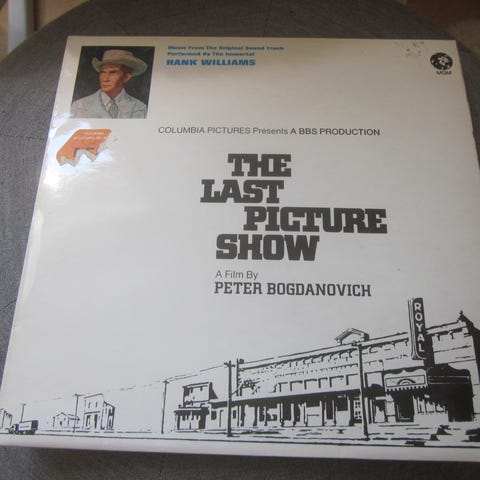 Music From The Original Sound Track
Performed By The Immortal
HANK WILLIAMS
MGM
COLUMBIA PICTURES Presents A BBS PRODUCTION
THE
LAST
PICTURE
SHOW
A Film By
PETER BOGDANOVICH
ROYAL